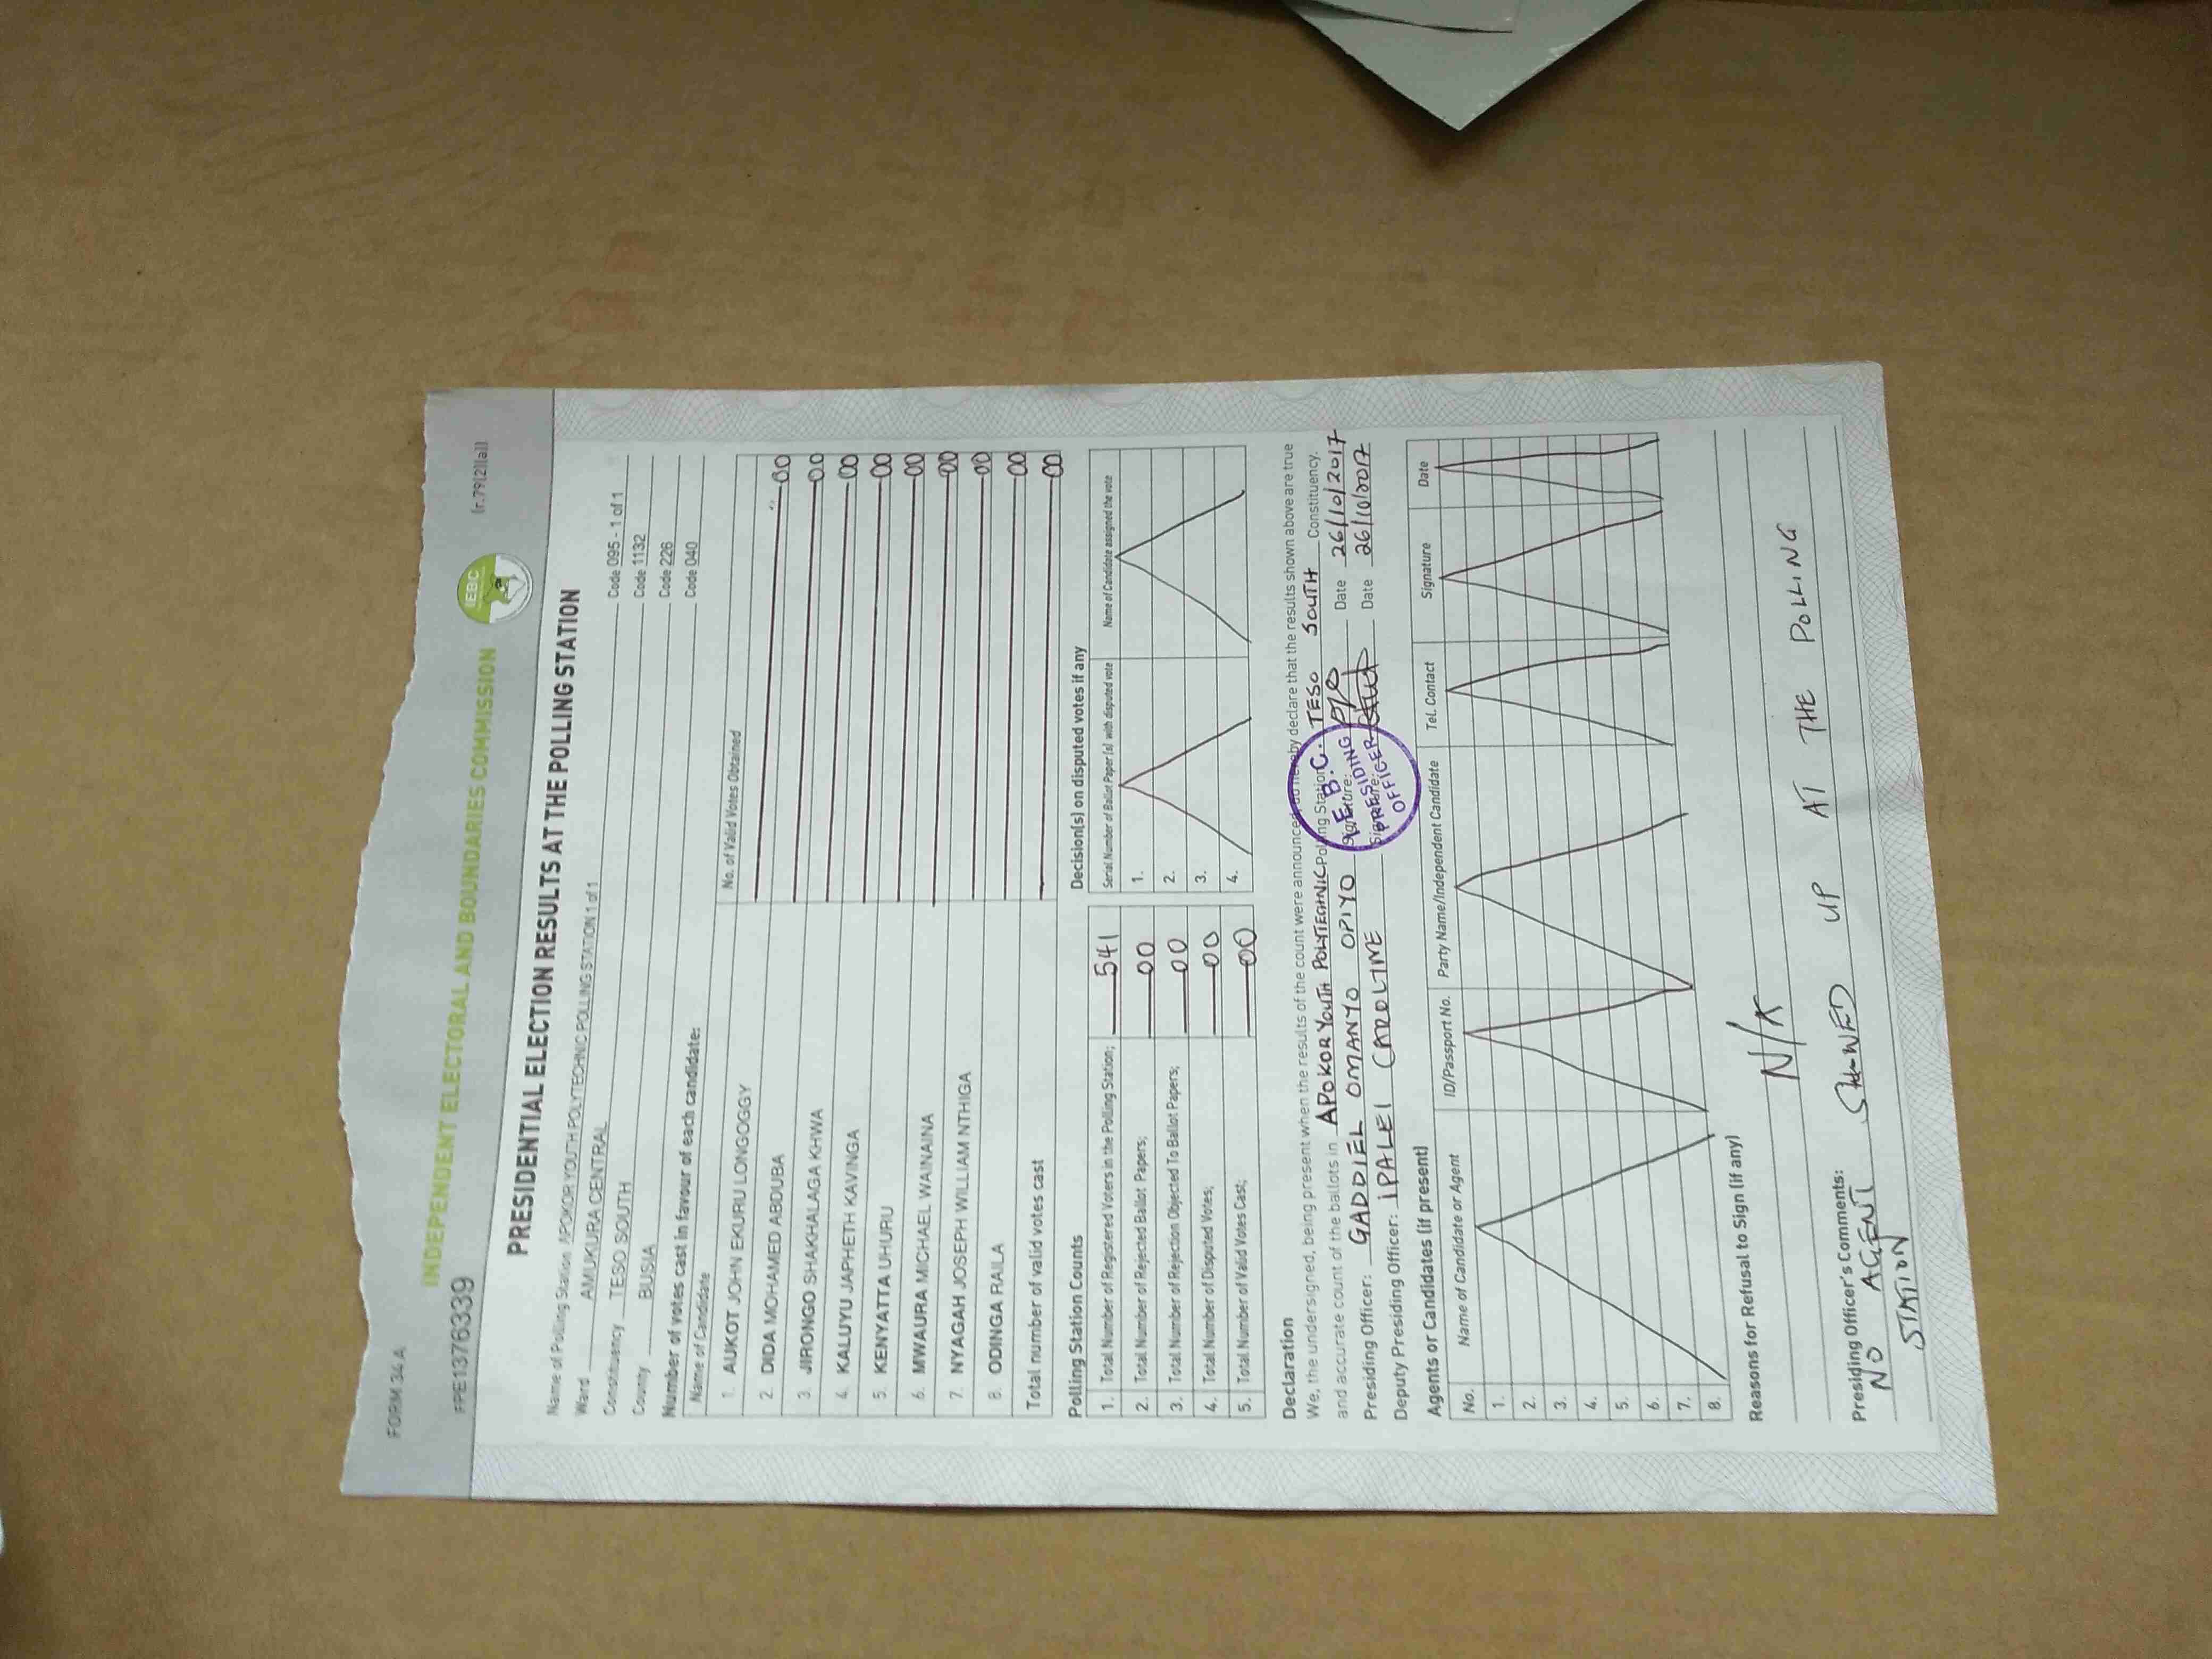 FORM 34 A
(r.79(2)(a))
INDEPENDENT ELECTORAL AND BOUNDARIES COMMISSION
IEBC
FPE1376339
PRESIDENTIAL ELECTION RESULTS AT THE POLLING STATION
Name of Polling Station APOKOR YOUTH POLYTECHNIC POLLING STATION 1 of 1 Code 095 - 1 of 1
Ward AMUKURA CENTRAL Code 1132
Constituency TESO SOUTH Code 226
County BUSIA Code 040
Number of votes cast in favour of each candidate:
Name of Candidate No. of Valid Votes Obtained
1. AUKOT JOHN EKURU LONGOGGY 00
2. DIDA MOHAMED ABDUBA 00
3. JIRONGO SHAKHALAGA KHWA 00
4. KALUYU JAPHETH KAVINGA 00
5. KENYATTA UHURU 00
6. MWAURA MICHAEL WAINAINA 00
7. NYAGAH JOSEPH WILLIAM NTHIGA 00
8. ODINGA RAILA 00
Total number of valid votes cast 00
Polling Station Counts
1. Total Number of Registered Voters in the Polling Station; 541
2. Total Number of Rejected Ballot Papers; 00
3. Total Number of Rejection Objected To Ballot Papers; 00
4. Total Number of Disputed Votes; 00
5. Total Number of Valid Votes Cast; 00
Decision(s) on disputed votes if any
Serial Number of Ballot Paper (s) with disputed vote Name of Candidate assigned the vote
1.
2.
3.
4.
Declaration
We, the undersigned, being present when the results of the count were announced, do hereby declare that the results shown above are true
and accurate count of the ballots in APOKOR YOUTH POLYTECHNIC Polling Station, TESO SOUTH Constituency.
Presiding Officer: GADDIEL OMANYO OPIYO Signature: Date 26/10/2017
Deputy Presiding Officer: IPALEI CAROLINE Signature: Date 26/10/2017
I.E.B.C.
PRESIDING
OFFICER
Agents or Candidates (if present)
No. Name of Candidate or Agent ID/Passport No. Party Name/Independent Candidate Tel. Contact Signature Date
1.
2.
3.
4.
5.
6.
7.
8.
Reasons for Refusal to Sign (if any)
Presiding Officer's Comments:
NO AGENT SHOWED UP AT THE POLLING
STATION